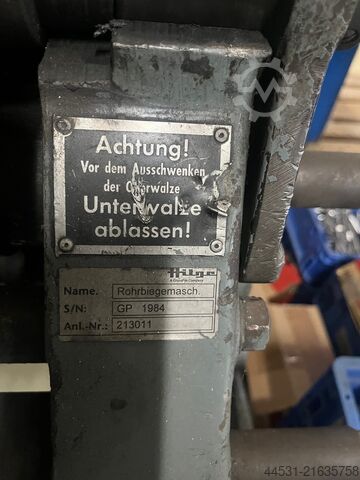 Achtung!
Vor dem Ausschwenken
der Oberwalze
Unterwalze
ablassen!
Hilge
Name. Rohrbiegemasch.
S/N: GP 1984
Anl.-Nr.: 213011
44531-21635758